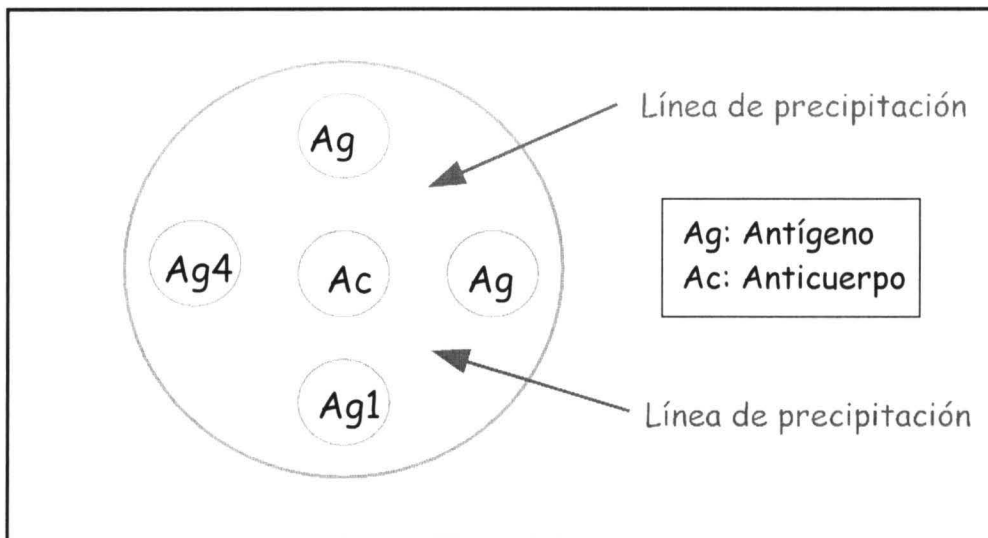 Línea de precipitación
Ag
Ag: Antígeno
Ac: Anticuerpo
Ag4
Ac
Ag
Ag1
Línea de precipitación